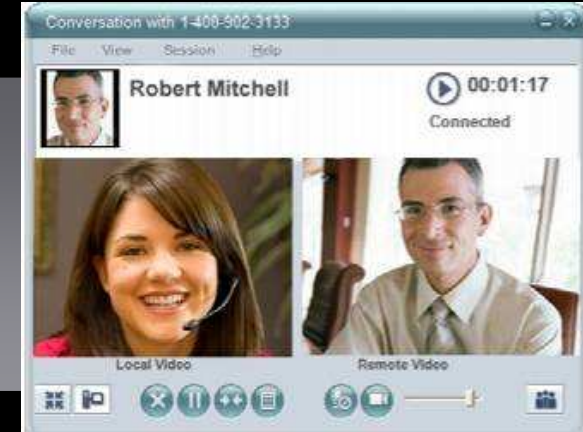 Conversation with 1-408-902-3133
File View Session Help
Robert Mitchell
00:01:17
Connected
Local Video
Remote Video